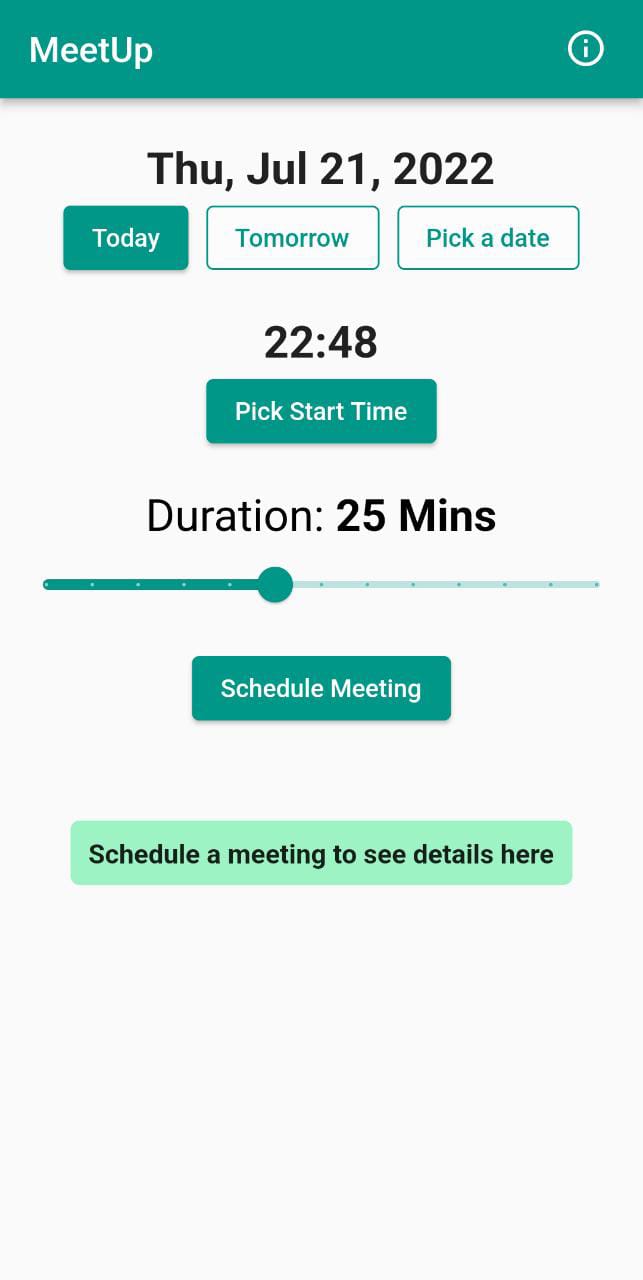 MeetUp
Thu, Jul 21, 2022
Today Tomorrow Pick a date
22:48
Pick Start Time
Duration: 25 Mins
Schedule Meeting
Schedule a meeting to see details here